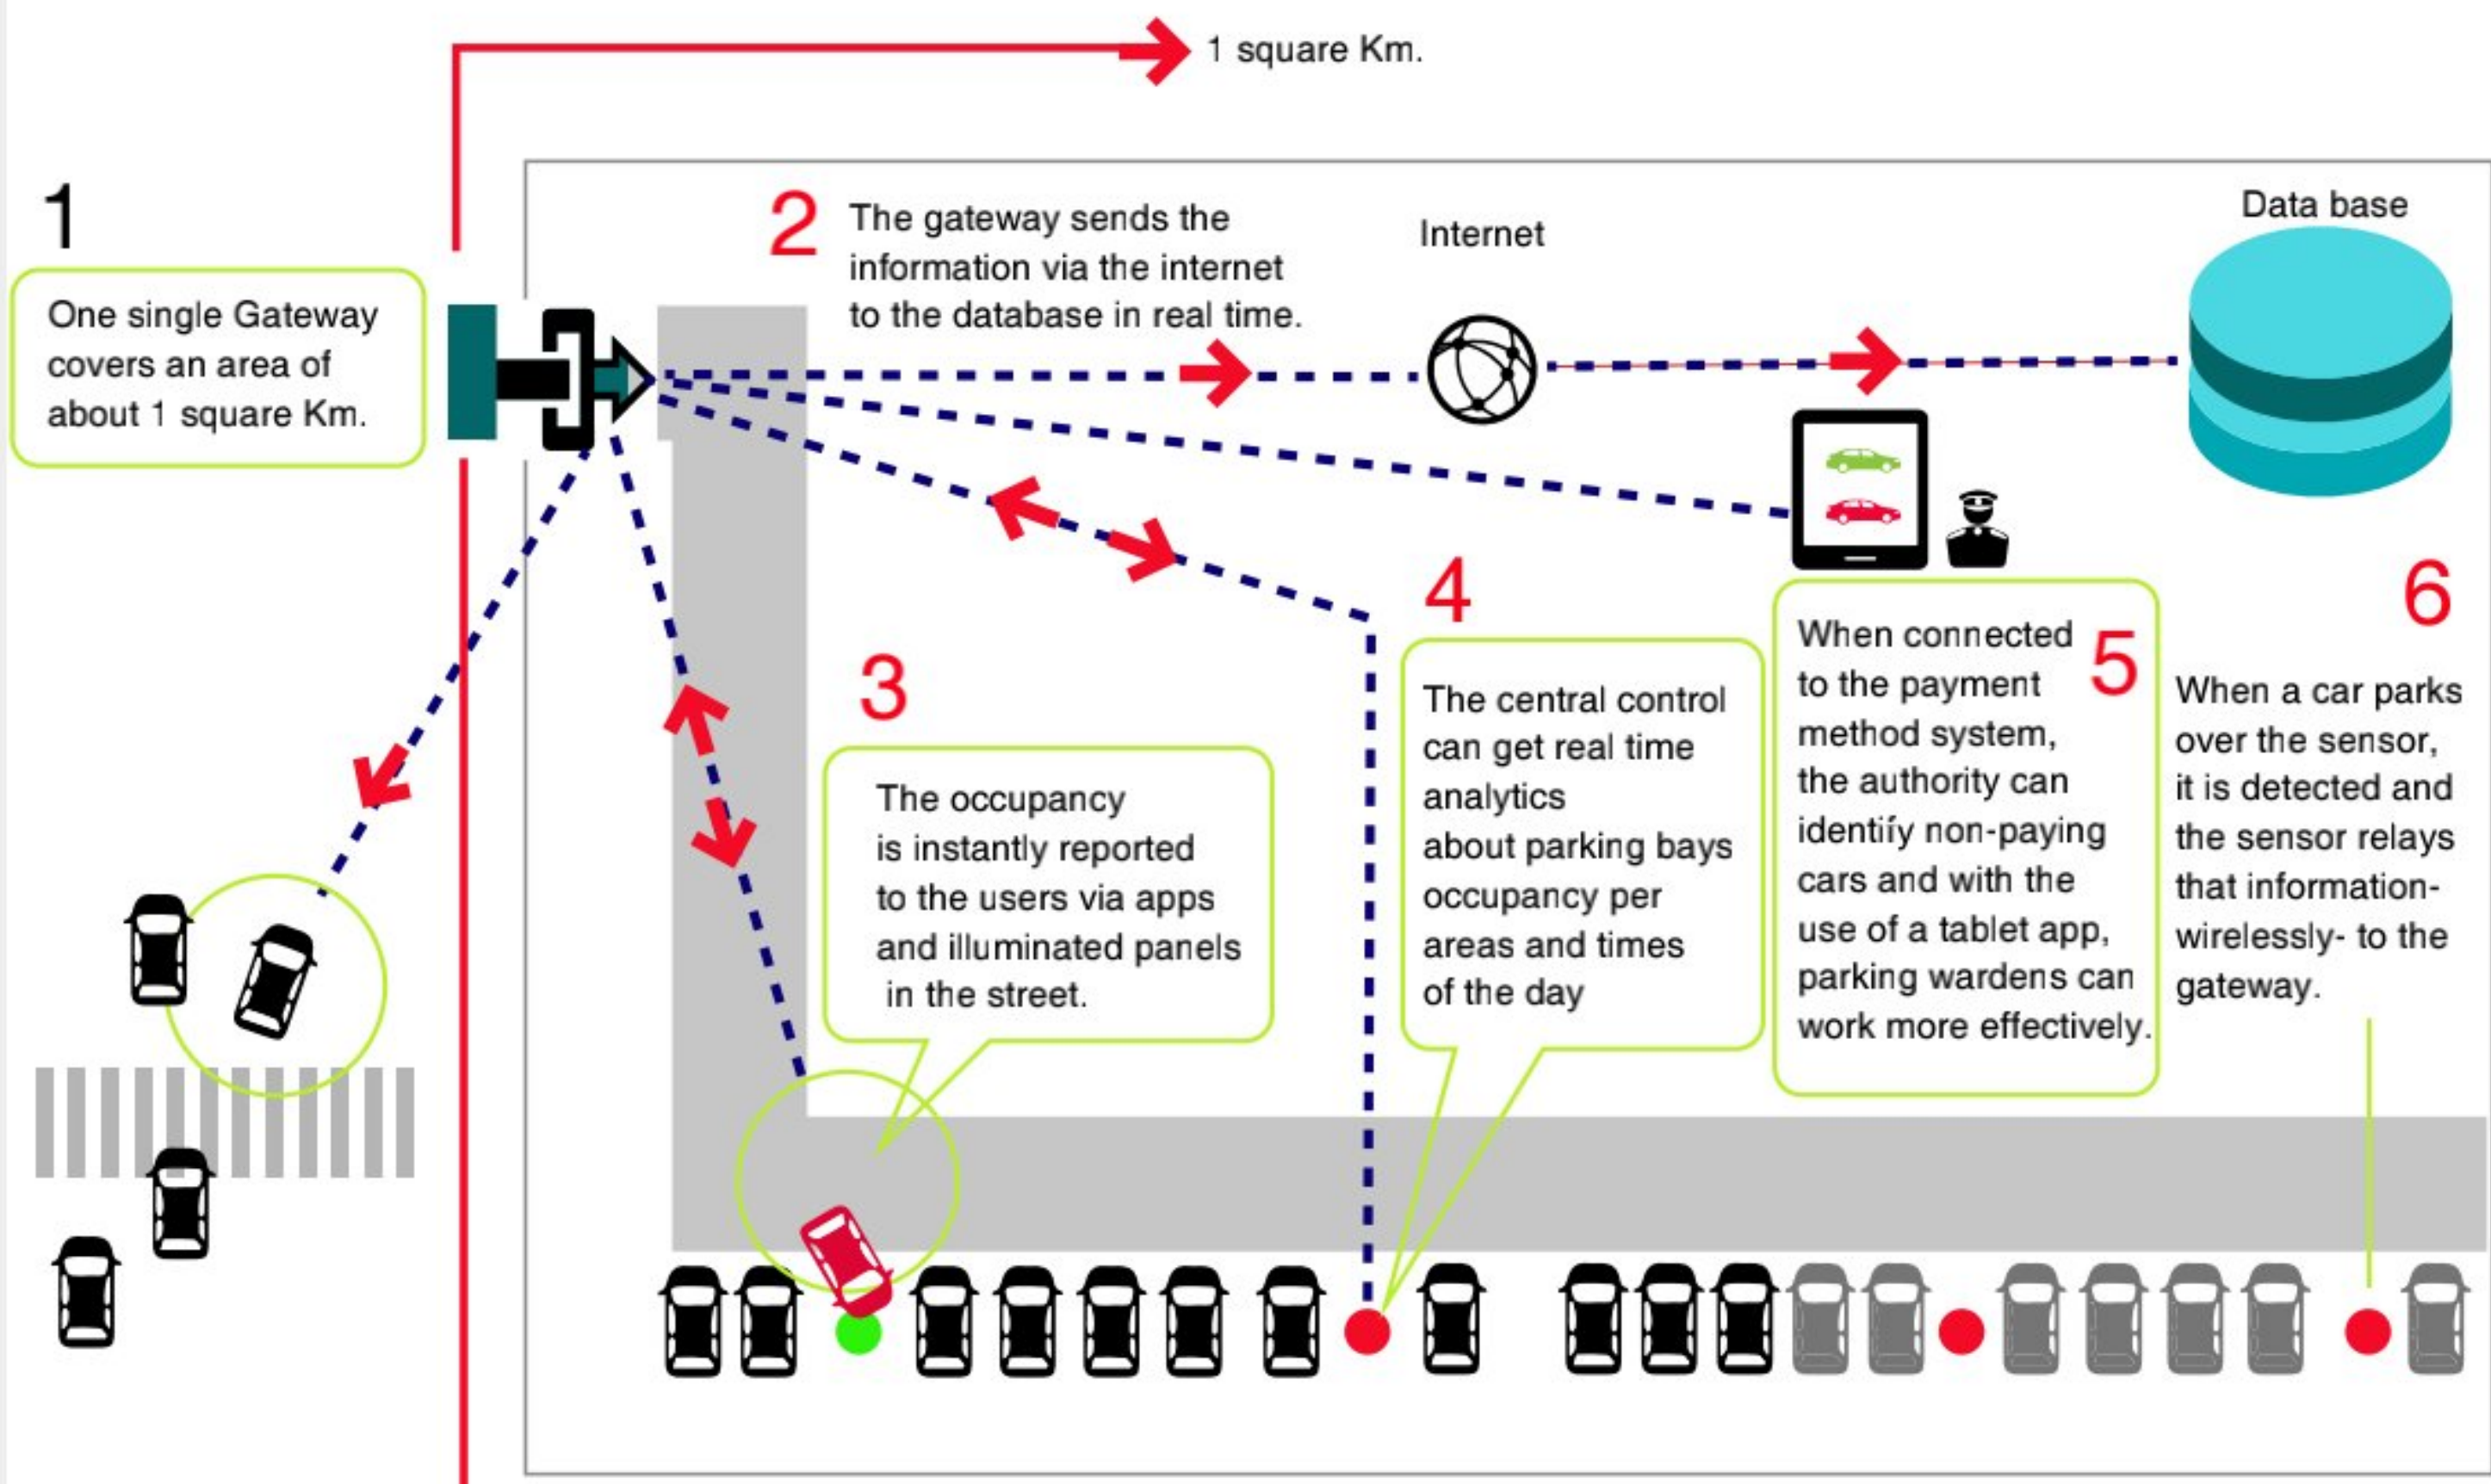 1 square Km.
1
One single Gateway
covers an area of
about 1 square Km.
2
The gateway sends the
information via the internet
to the database in real time.
Internet
Data base
3
The occupancy
is instantly reported
to the users via apps
and illuminated panels
in the street.
4
The central control
can get real time
analytics
about parking bays
occupancy per
areas and times
of the day
5
When connected
to the payment
method system,
the authority can
identify non-paying
cars and with the
use of a tablet app,
parking wardens can
work more effectively.
6
When a car parks
over the sensor,
it is detected and
the sensor relays
that information-
wirelessly- to the
gateway.